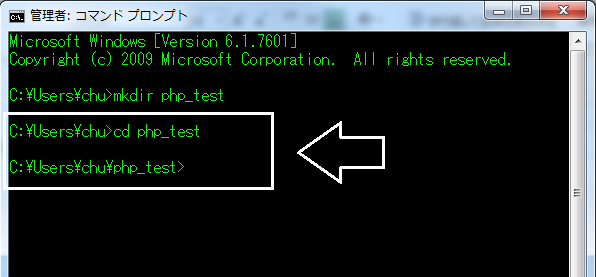 管理者: コマンド プロンプト
Microsoft Windows [Version 6.1.7601]
Copyright (c) 2009 Microsoft Corporation.  All rights reserved.
C:¥Users¥chu>mkdir php_test
C:¥Users¥chu>cd php_test
C:¥Users¥chu¥php_test>